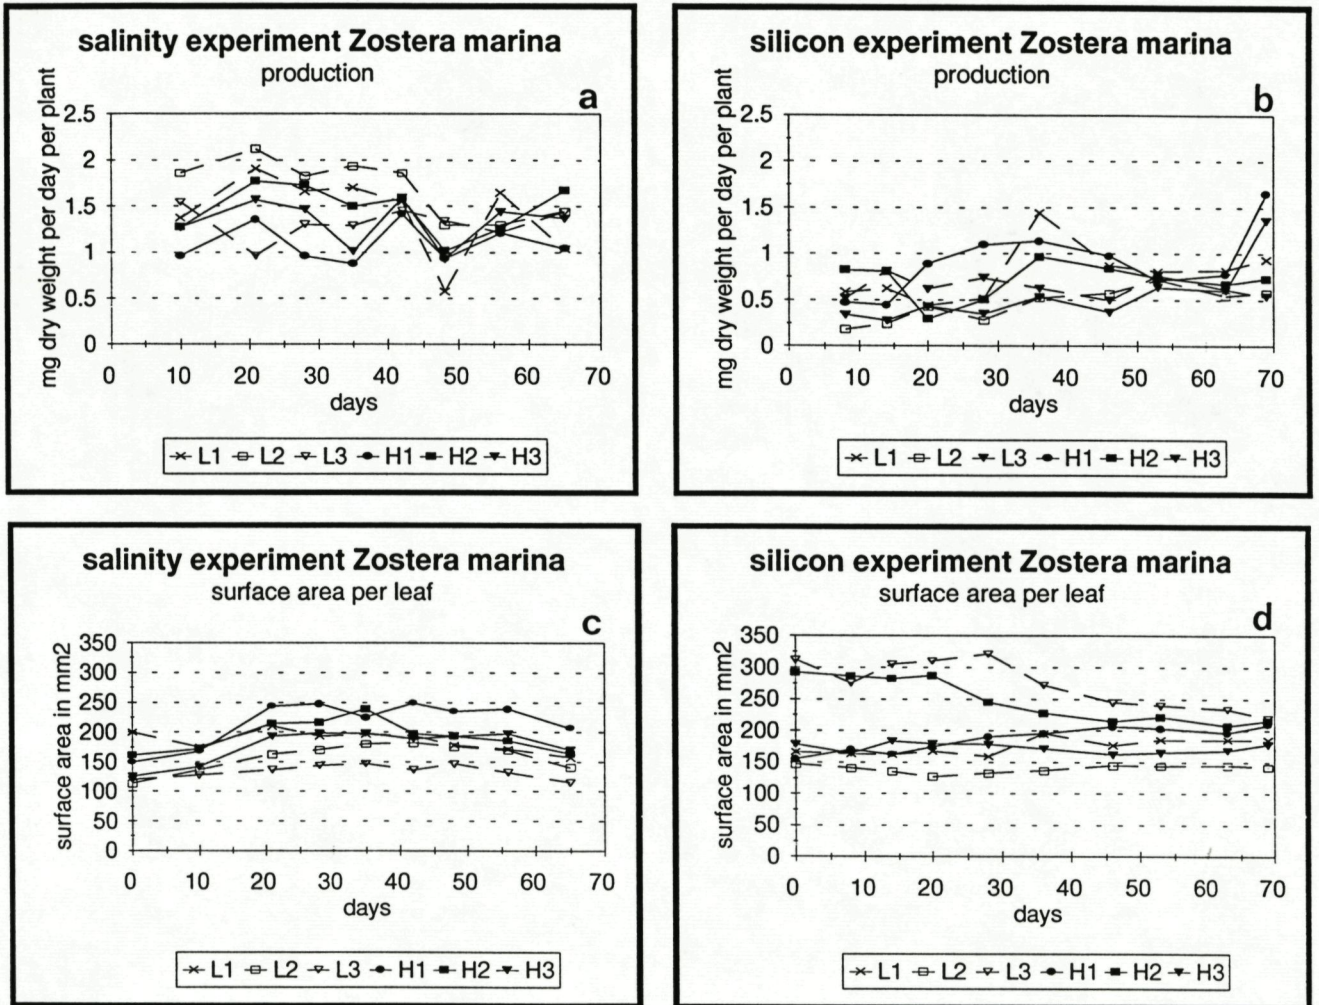 salinity experiment Zostera marina
production
a
mg dry weight per day per plant
2.5
2
1.5
1
0.5
0
0 10 20 30 40 50 60 70
days
L1 L2 L3 H1 H2 H3
silicon experiment Zostera marina
production
b
mg dry weight per day per plant
2.5
2
1.5
1
0.5
0
0 10 20 30 40 50 60 70
days
L1 L2 L3 H1 H2 H3
salinity experiment Zostera marina
surface area per leaf
c
surface area in mm2
350
300
250
200
150
100
50
0
0 10 20 30 40 50 60 70
days
L1 L2 L3 H1 H2 H3
silicon experiment Zostera marina
surface area per leaf
d
surface area in mm2
350
300
250
200
150
100
50
0
0 10 20 30 40 50 60 70
days
L1 L2 L3 H1 H2 H3